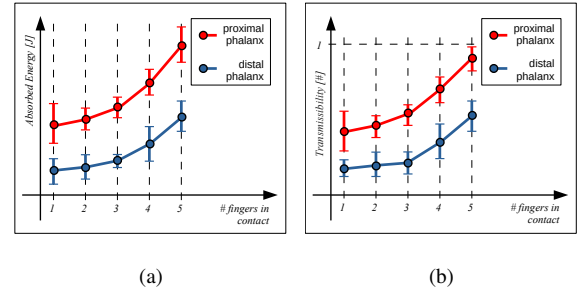 Absorbed Energy [J]
proximal
phalanx
distal
phalanx
1 2 3 4 5
# fingers in
contact
(a)
Transmissibility [#]
1
proximal
phalanx
distal
phalanx
1 2 3 4 5
# fingers in
contact
(b)